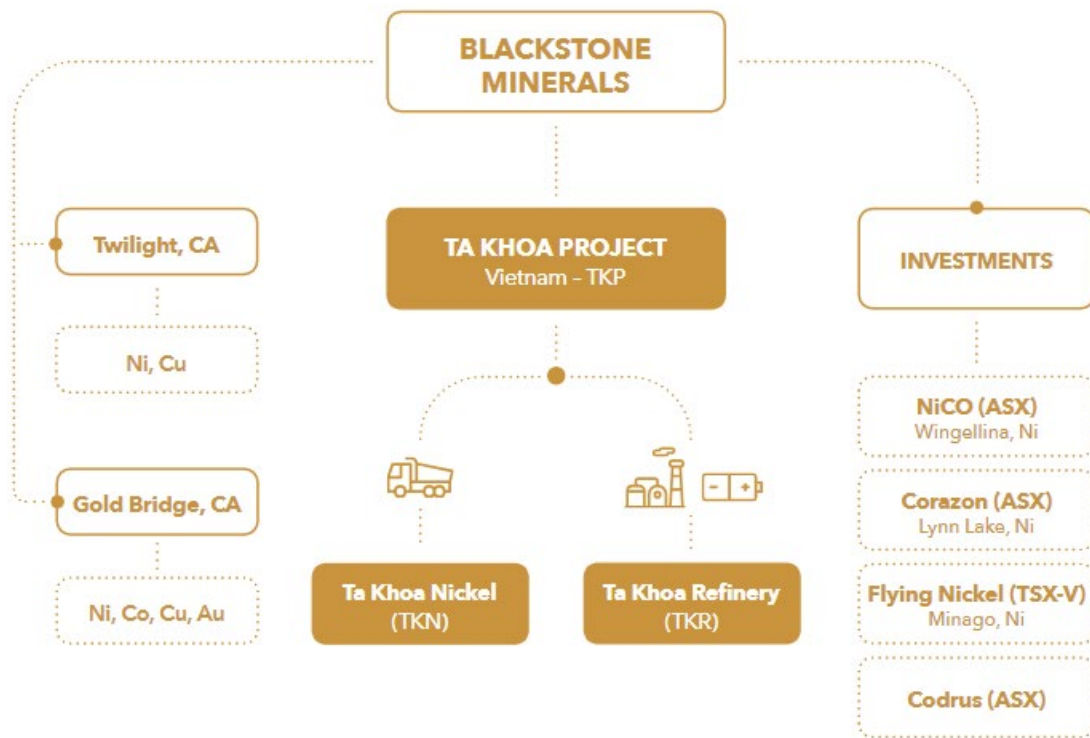 BLACKSTONE
MINERALS
Twilight, CA
Ni, Cu
Gold Bridge, CA
Ni, Co, Cu, Au
TA KHOA PROJECT
Vietnam – TKP
Ta Khoa Nickel
(TKN)
Ta Khoa Refinery
(TKR)
INVESTMENTS
NiCO (ASX)
Wingellina, Ni
Corazon (ASX)
Lynn Lake, Ni
Flying Nickel (TSX-V)
Minago, Ni
Codrus (ASX)